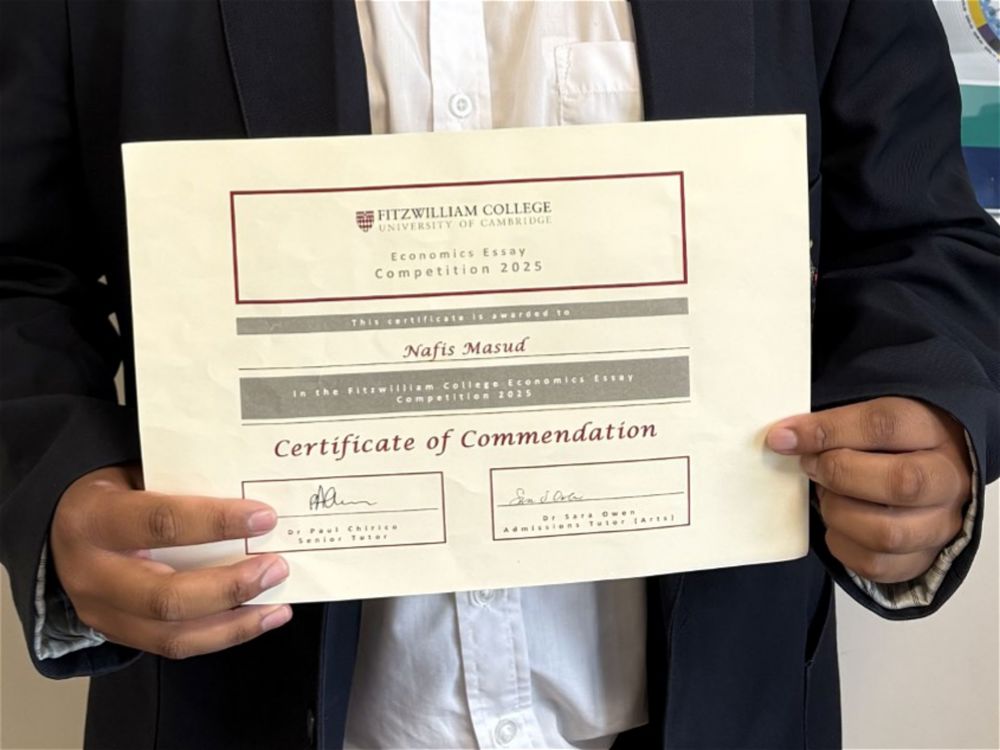 FITZWILLIAM COLLEGE
UNIVERSITY OF CAMBRIDGE
Economics Essay
Competition 2025
This certificate is awarded to
Nafis Masud
In the Fitzwilliam College Economics Essay
Competition 2025
Certificate of Commendation
Dr Paul Chirico
Senior Tutor
Dr Sara Owen
Admissions Tutor (Arts)